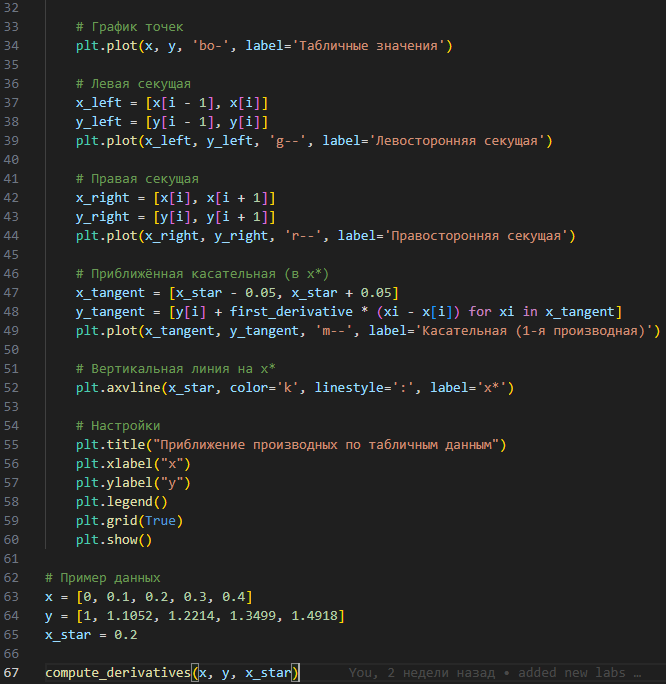 32
33 # График точек
34 plt.plot(x, y, 'bo-', label='Табличные значения')
35
36 # Левая секущая
37 x_left = [x[i - 1], x[i]]
38 y_left = [y[i - 1], y[i]]
39 plt.plot(x_left, y_left, 'g--', label='Левосторонняя секущая')
40
41 # Правая секущая
42 x_right = [x[i], x[i + 1]]
43 y_right = [y[i], y[i + 1]]
44 plt.plot(x_right, y_right, 'r--', label='Правосторонняя секущая')
45
46 # Приближённая касательная (в x*)
47 x_tangent = [x_star - 0.05, x_star + 0.05]
48 y_tangent = [y[i] + first_derivative * (xi - x[i]) for xi in x_tangent]
49 plt.plot(x_tangent, y_tangent, 'm--', label='Касательная (1-я производная)')
50
51 # Вертикальная линия на x*
52 plt.axvline(x_star, color='k', linestyle=':', label='x*')
53
54 # Настройки
55 plt.title("Приближение производных по табличным данным")
56 plt.xlabel("x")
57 plt.ylabel("y")
58 plt.legend()
59 plt.grid(True)
60 plt.show()
61
62 # Пример данных
63 x = [0, 0.1, 0.2, 0.3, 0.4]
64 y = [1, 1.1052, 1.2214, 1.3499, 1.4918]
65 x_star = 0.2
66
67 compute_derivatives(x, y, x_star) You, 2 недели назад • added new labs …